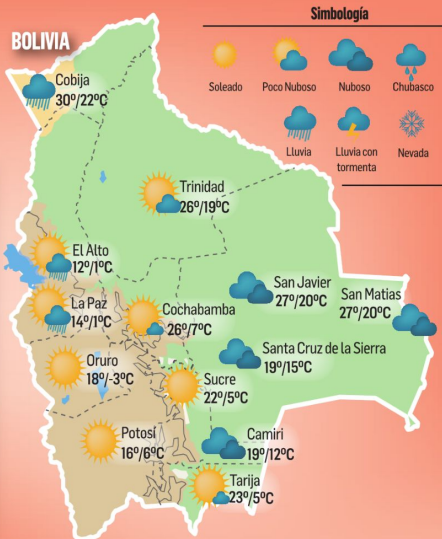 Simbología
BOLIVIA
Soleado
Poco Nuboso
Nuboso
Chubasco
Lluvia
Lluvia con
tormenta
Nevada
Cobija
30º/22ºC
Trinidad
26º/19ºC
El Alto
12º/1ºC
La Paz
14º/1ºC
Cochabamba
26º/7ºC
San Javier
27º/20ºC
San Matias
27º/20ºC
Oruro
18º/-3ºC
Santa Cruz de la Sierra
19º/15ºC
Sucre
22º/5ºC
Potosí
16º/6ºC
Camiri
19º/12ºC
Tarija
23º/5ºC